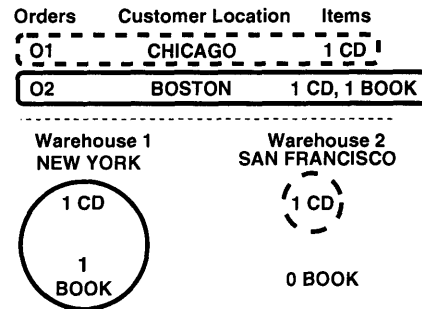 Orders Customer Location Items
O1 CHICAGO 1 CD
O2 BOSTON 1 CD, 1 BOOK
Warehouse 1
NEW YORK
Warehouse 2
SAN FRANCISCO
1 CD
1
BOOK
1 CD
0 BOOK